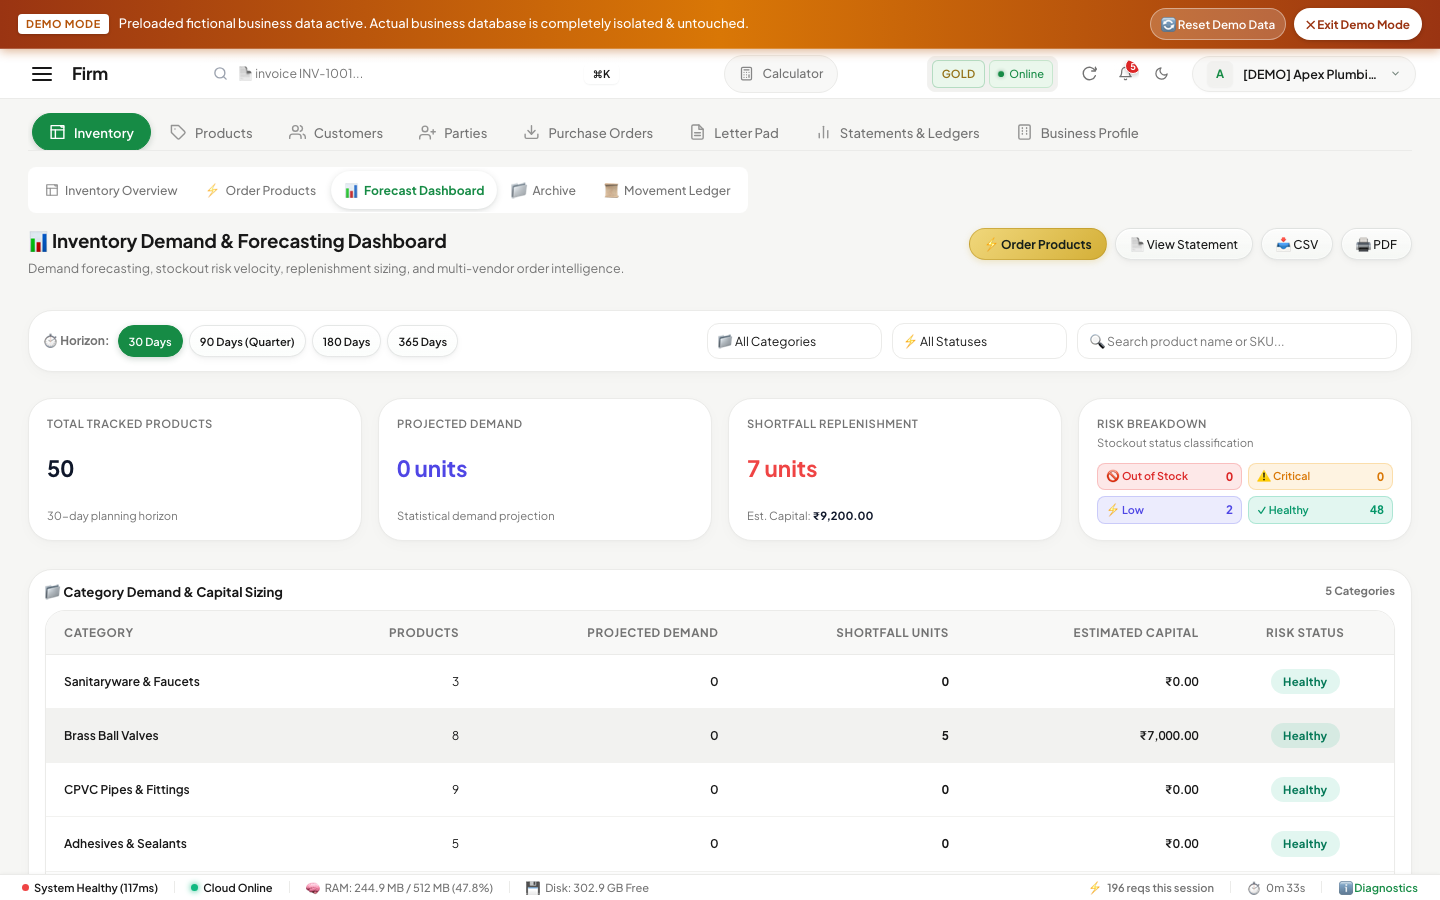 DEMO MODE Preloaded fictional business data active. Actual business database is completely isolated & untouched. Reset Demo Data ✕ Exit Demo Mode
Firm invoice INV-1001... ⌘K Calculator GOLD Online 5 A [DEMO] Apex Plumbi...
Inventory Products Customers Parties Purchase Orders Letter Pad Statements & Ledgers Business Profile
Inventory Overview Order Products Forecast Dashboard Archive Movement Ledger
Inventory Demand & Forecasting Dashboard
Order Products View Statement CSV PDF
Demand forecasting, stockout risk velocity, replenishment sizing, and multi-vendor order intelligence.
Horizon: 30 Days 90 Days (Quarter) 180 Days 365 Days All Categories All Statuses Search product name or SKU...
TOTAL TRACKED PRODUCTS
50
30-day planning horizon
PROJECTED DEMAND
0 units
Statistical demand projection
SHORTFALL REPLENISHMENT
7 units
Est. Capital: ₹9,200.00
RISK BREAKDOWN
Stockout status classification
Out of Stock 0 Critical 0
Low 2 ✓ Healthy 48
Category Demand & Capital Sizing 5 Categories
CATEGORY PRODUCTS PROJECTED DEMAND SHORTFALL UNITS ESTIMATED CAPITAL RISK STATUS
Sanitaryware & Faucets 3 0 0 ₹0.00 Healthy
Brass Ball Valves 8 0 5 ₹7,000.00 Healthy
CPVC Pipes & Fittings 9 0 0 ₹0.00 Healthy
Adhesives & Sealants 5 0 0 ₹0.00 Healthy
System Healthy (117ms) Cloud Online RAM: 244.9 MB / 512 MB (47.8%) Disk: 302.9 GB Free 196 reqs this session 0m 33s Diagnostics